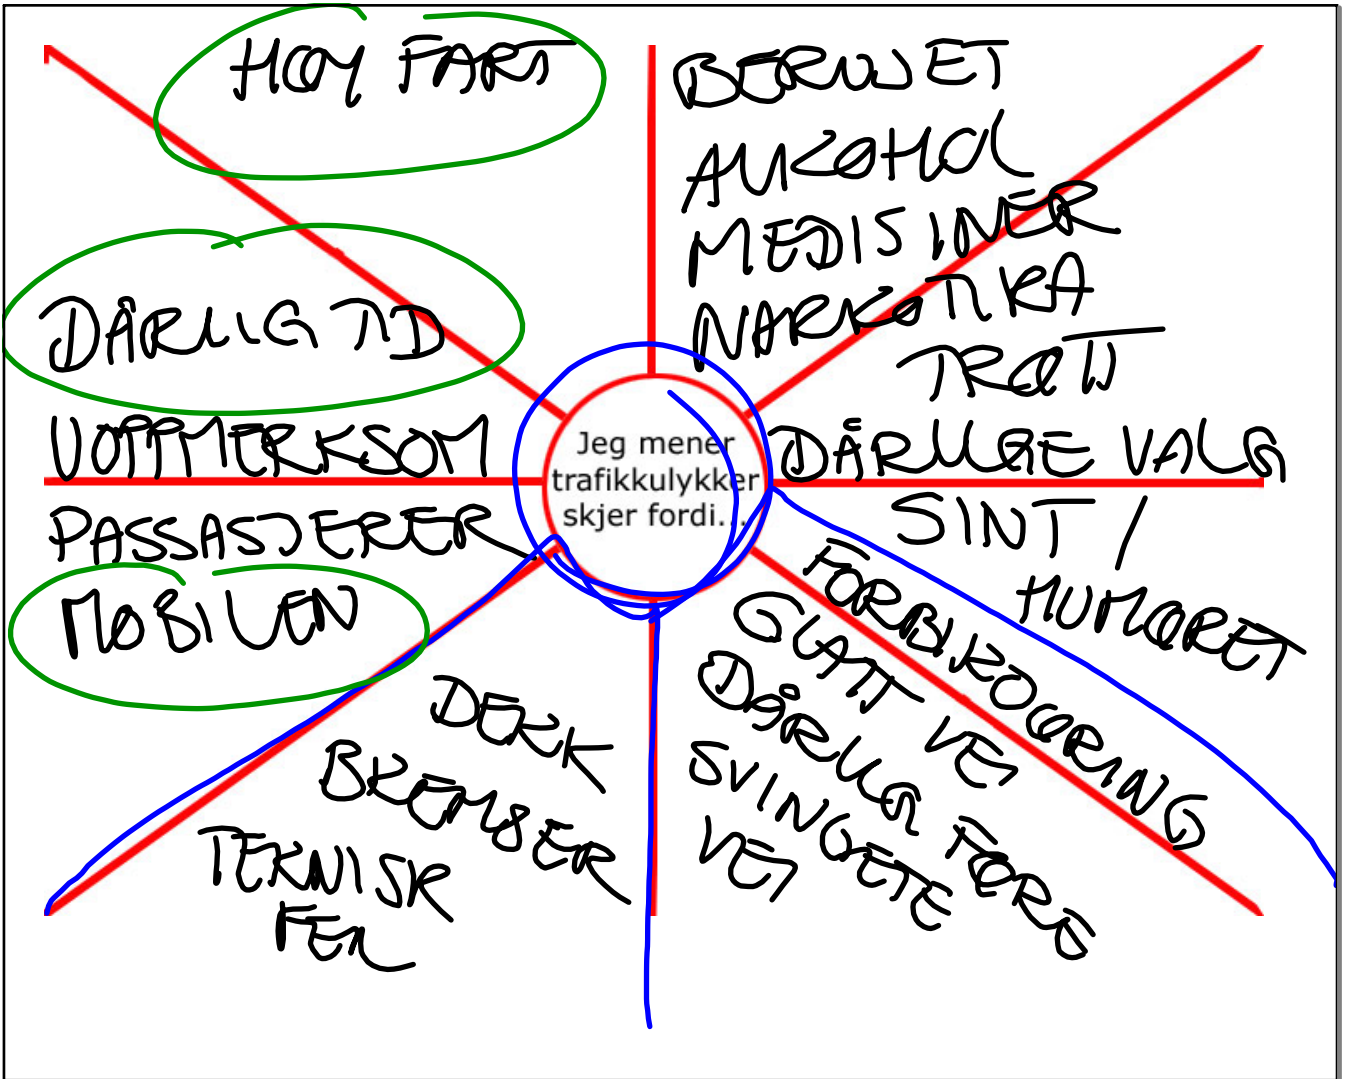 HØY FART
DÅRLIG TID
UOPPMERKSOM
PASSASJERER
MOBILEN
BERUSET
ALKOHOL
MEDISINER
NARKOTIKA
TRØTT
DÅRLIGE VALG
SINT /
HUMØRET
Jeg mener
trafikkulykker
skjer fordi...
FORBIKJØRING
GLATT VEI
DÅRLIG FØRE
SVINGETE
VEI
DEKK
BREMSER
TEKNISK
FEIL